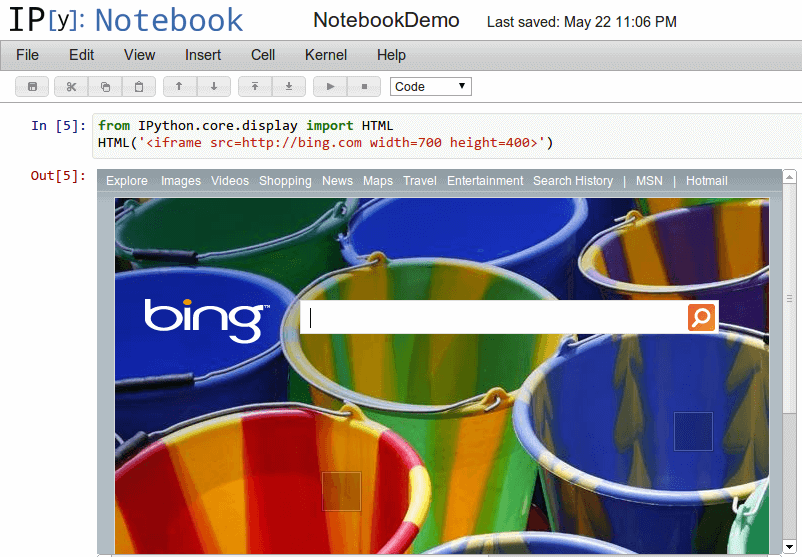 IP[y]: Notebook NotebookDemo Last saved: May 22 11:06 PM
File Edit View Insert Cell Kernel Help
Code
In [5]: from IPython.core.display import HTML
HTML('<iframe src=http://bing.com width=700 height=400>')
Out[5]:
Explore Images Videos Shopping News Maps Travel Entertainment Search History | MSN | Hotmail
bing™